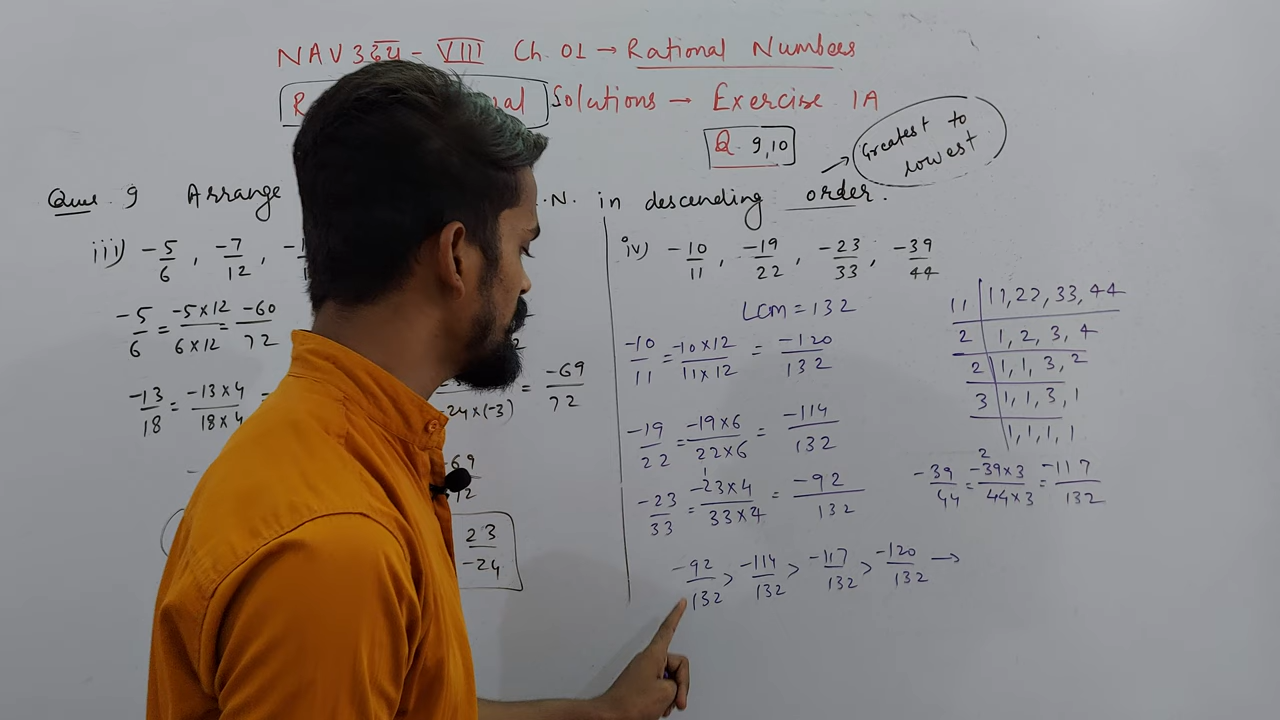 NAV364 - VIII Ch. 01 → Rational Numbers
Solutions → Exercise 1A
Q. 9,10
Greatest to lowest
Ques. 9 Arrange .N. in descending order.
iii) -5/6 , -7/12 ,
-5/6 = -5×12/6×12 = -60/72
-13/18 = -13×4/18×4 =
-24×(-3) = -69/72
23/-24
iv) -10/11 , -19/22 , -23/33 , -39/44
LCM = 132
-10/11 = -10×12/11×12 = -120/132
-19/22 = -19×6/22×6 = -114/132
-23/33 = -23×4/33×4 = -92/132
11 | 11, 22, 33, 44
2 | 1, 2, 3, 4
2 | 1, 1, 3, 2
3 | 1, 1, 3, 1
1, 1, 1, 1
-39/44 = -39×3/44×3 = -117/132
-92/132 > -114/132 > -117/132 > -120/132 →